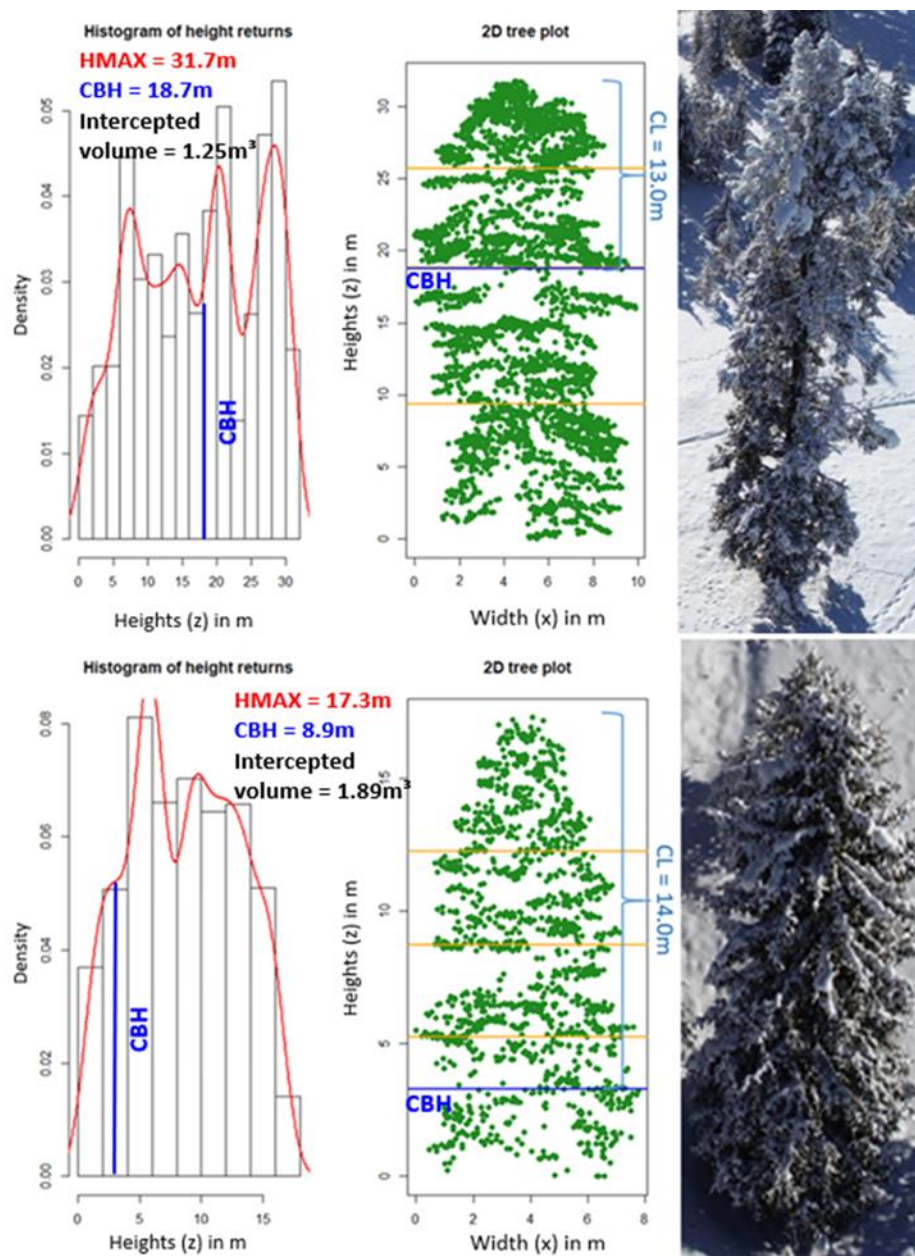 Histogram of height returns
HMAX = 31.7m
CBH = 18.7m
Intercepted
volume = 1.25m³
0.05
0.04
0.03
0.02
0.01
0.00
Density
CBH
0 5 10 15 20 25 30
Heights (z) in m
2D tree plot
30
25
20
15
10
5
0
Heights (z) in m
CL = 13.0m
CBH
0 2 4 6 8 10
Width (x) in m
Histogram of height returns
HMAX = 17.3m
CBH = 8.9m
Intercepted
volume = 1.89m³
0.08
0.06
0.04
0.02
0.00
Density
CBH
0 5 10 15
Heights (z) in m
2D tree plot
15
10
5
0
Heights (z) in m
CL = 14.0m
CBH
0 2 4 6 8
Width (x) in m